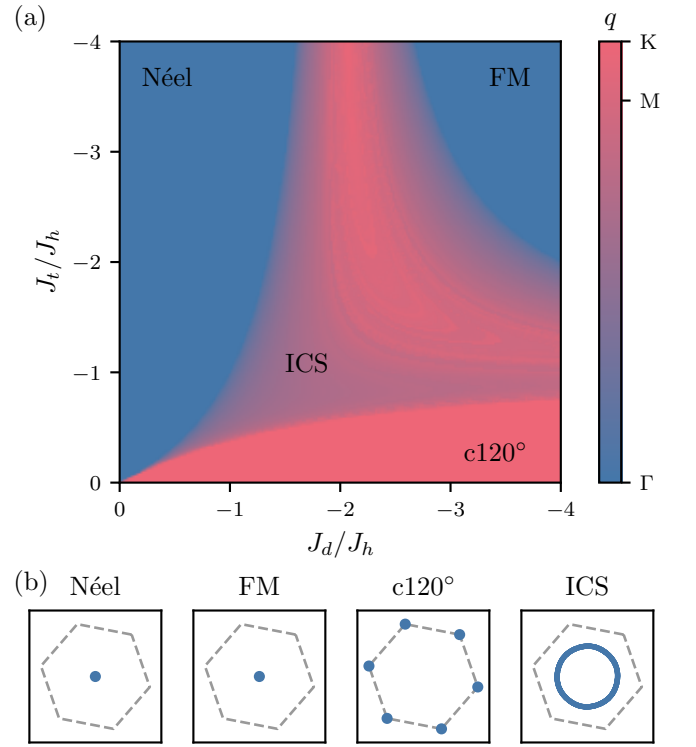 (a)
q
−4
−3
−2
−1
0
J_t/J_h
Néel
FM
ICS
c120°
0
−1
−2
−3
−4
J_d/J_h
K
M
Γ
(b)
Néel
FM
c120°
ICS